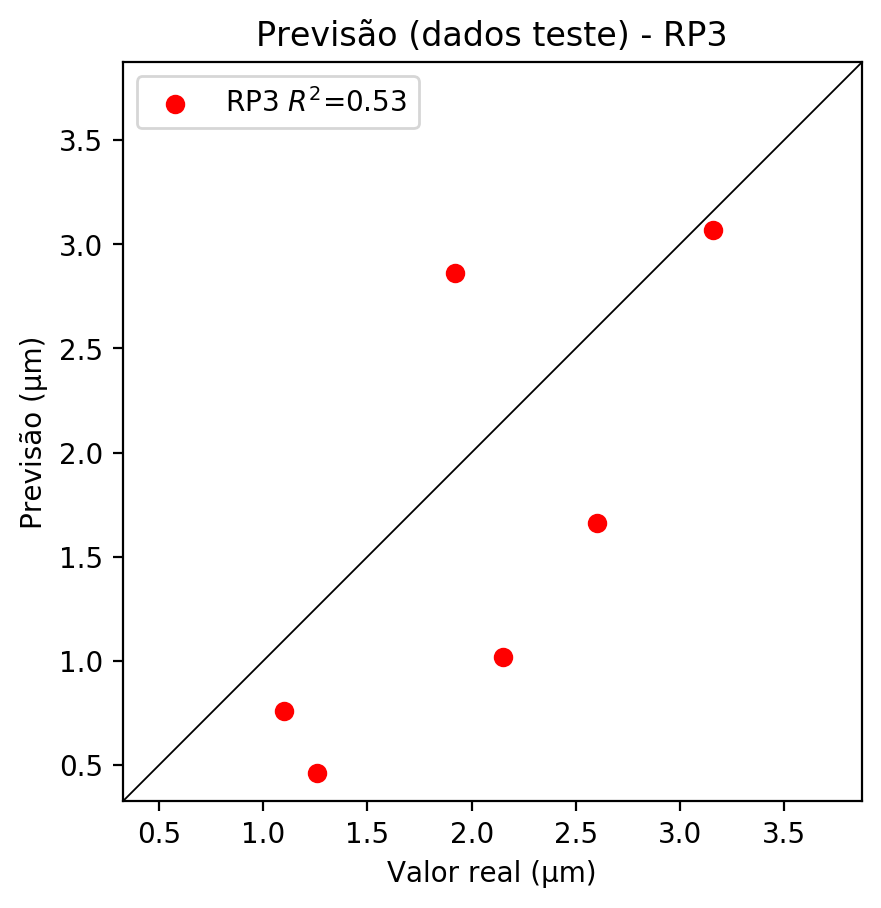 Previsão (dados teste) - RP3
RP3 R²=0.53
3.5
3.0
2.5
2.0
1.5
1.0
0.5
Previsão (µm)
0.5 1.0 1.5 2.0 2.5 3.0 3.5
Valor real (µm)